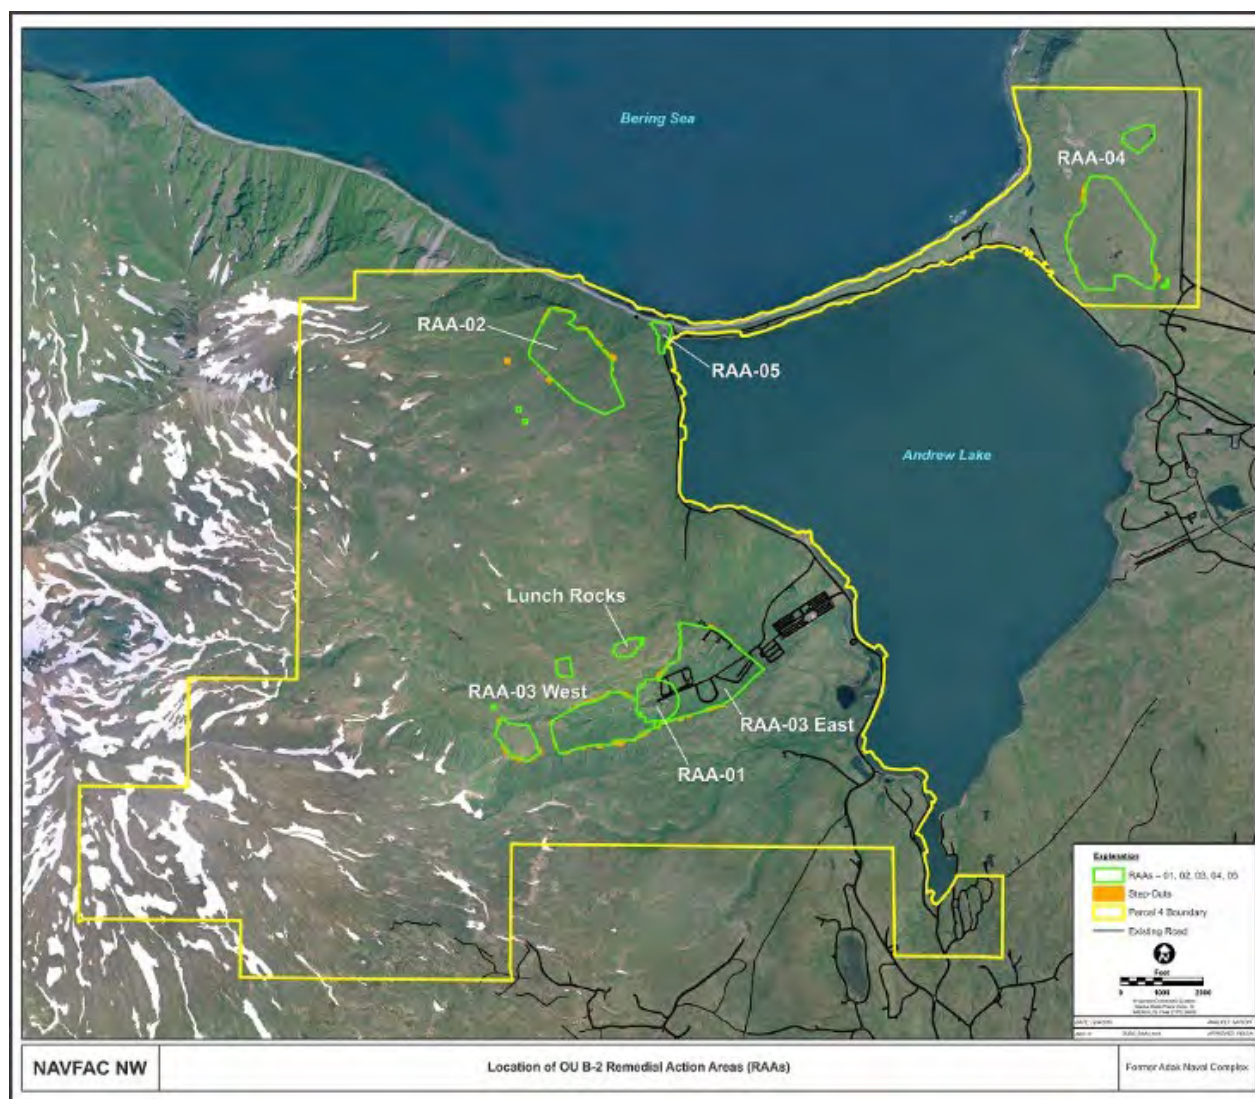 Bering Sea
RAA-04
RAA-02
RAA-05
Andrew Lake
Lunch Rocks
RAA-03 West
RAA-03 East
RAA-01
Explanation
RAAs – 01, 02, 03, 04, 05
Step-Outs
Parcel 4 Boundary
Existing Road
Feet
0 1000 2000
NAVFAC NW
Location of OU B-2 Remedial Action Areas (RAAs)
Former Adak Naval Complex